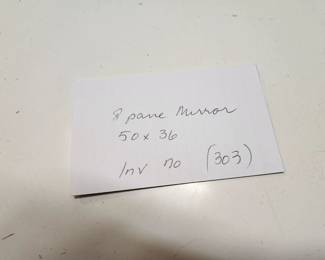 8 pane Mirror
50 x 36
Inv no (303)